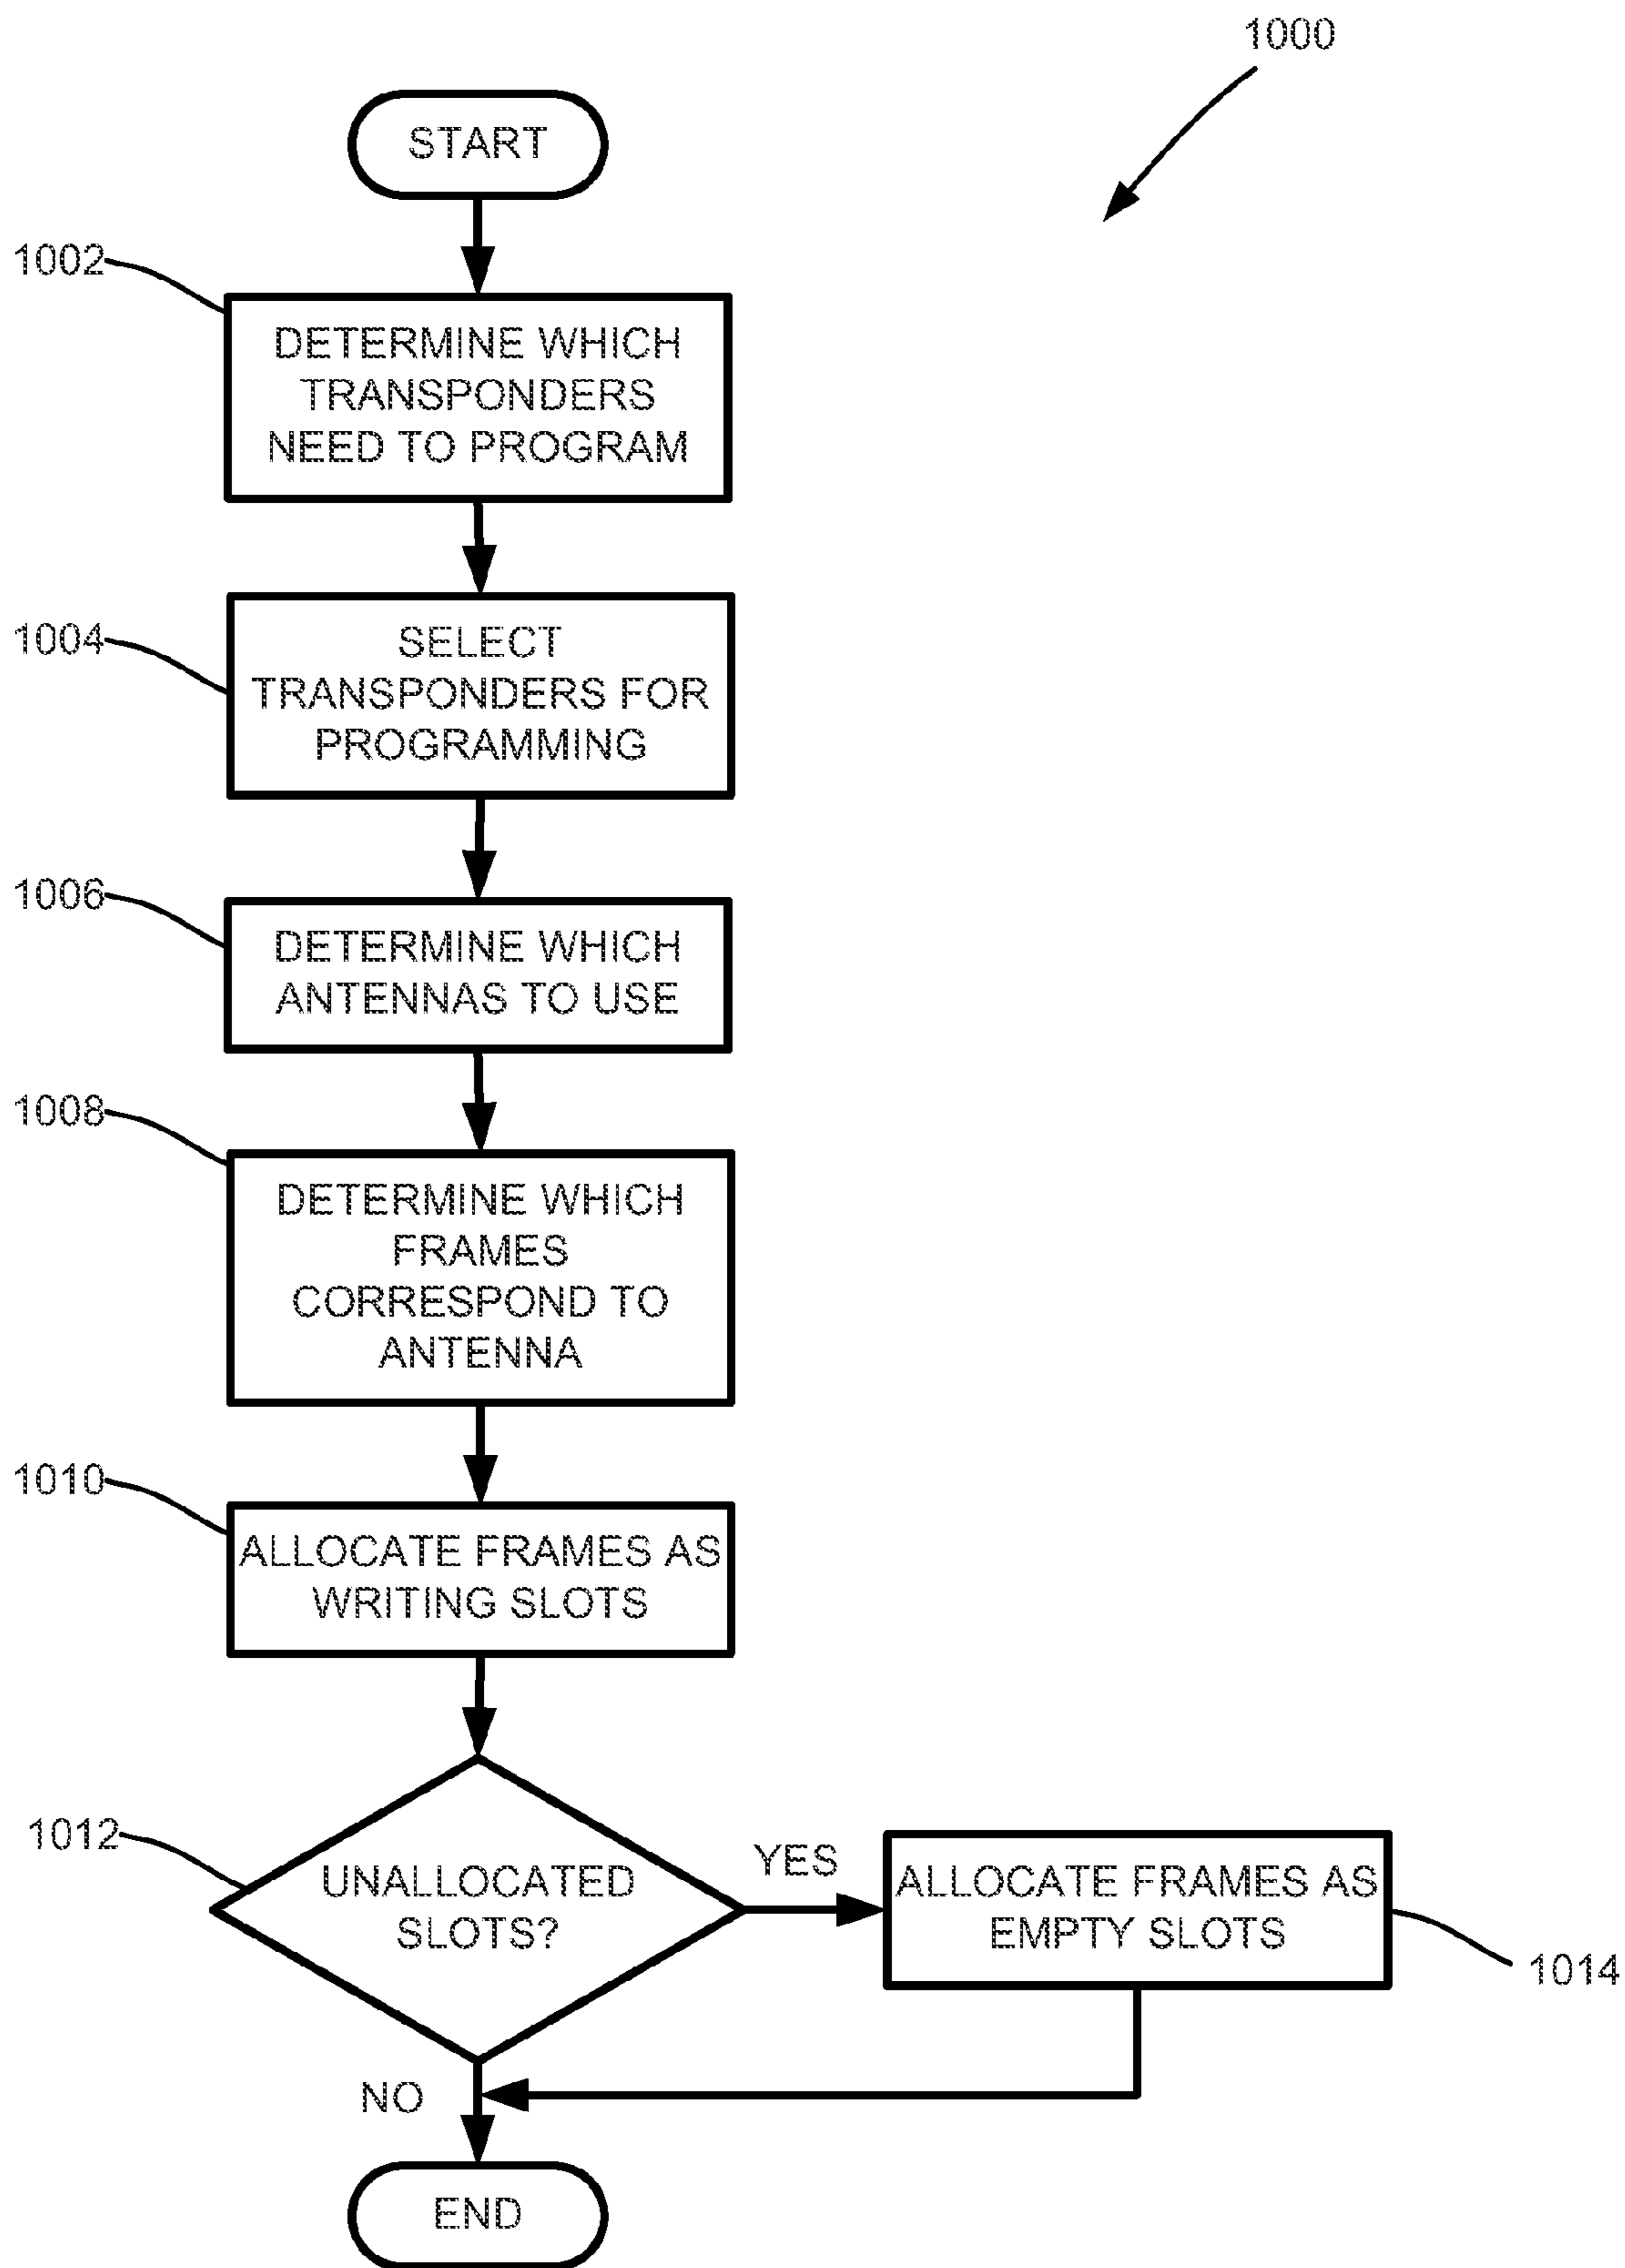 1000
START
1002
DETERMINE WHICH
TRANSPONDERS
NEED TO PROGRAM
1004
SELECT
TRANSPONDERS FOR
PROGRAMMING
1006
DETERMINE WHICH
ANTENNAS TO USE
1008
DETERMINE WHICH
FRAMES
CORRESPOND TO
ANTENNA
1010
ALLOCATE FRAMES AS
WRITING SLOTS
1012
UNALLOCATED
SLOTS?
YES
ALLOCATE FRAMES AS
EMPTY SLOTS
1014
NO
END